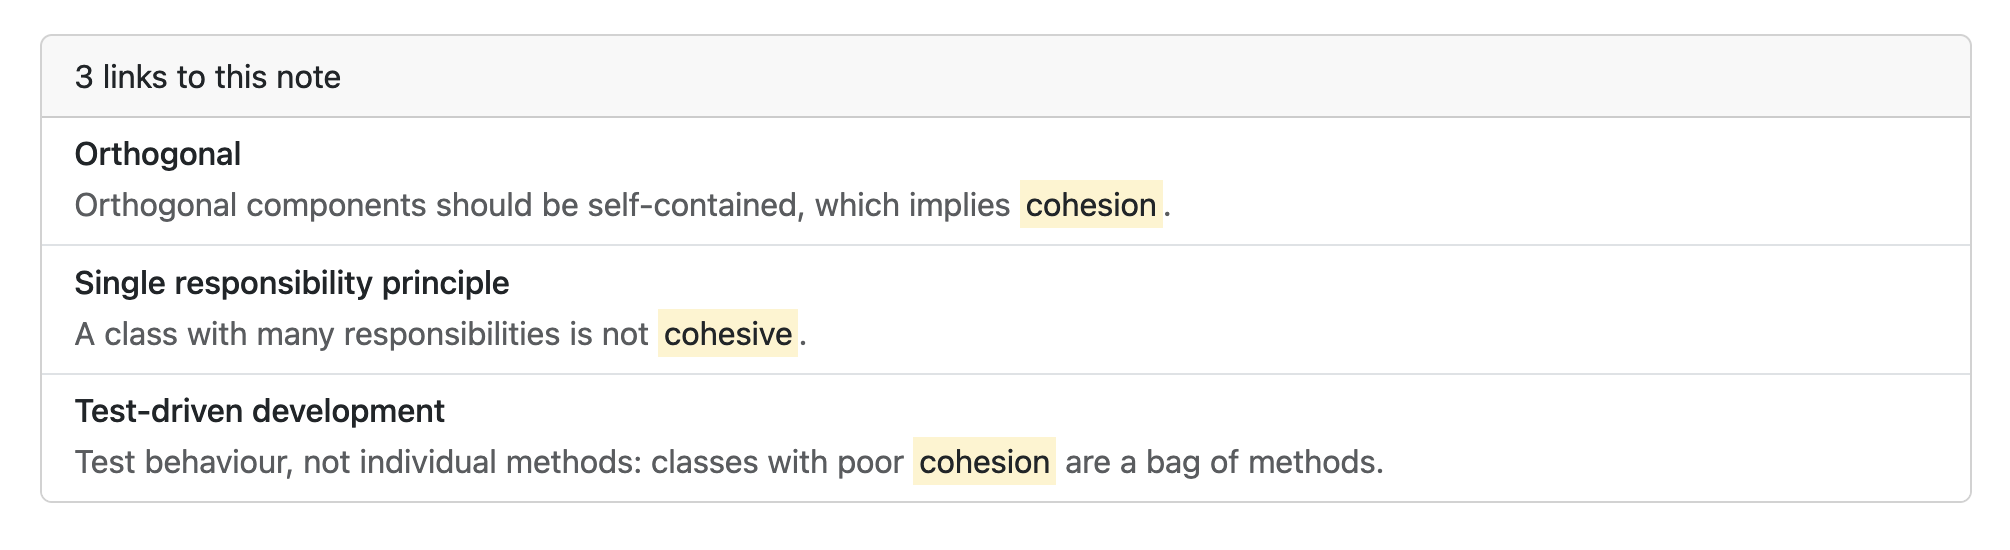 3 links to this note
Orthogonal
Orthogonal components should be self-contained, which implies cohesion.
Single responsibility principle
A class with many responsibilities is not cohesive.
Test-driven development
Test behaviour, not individual methods: classes with poor cohesion are a bag of methods.